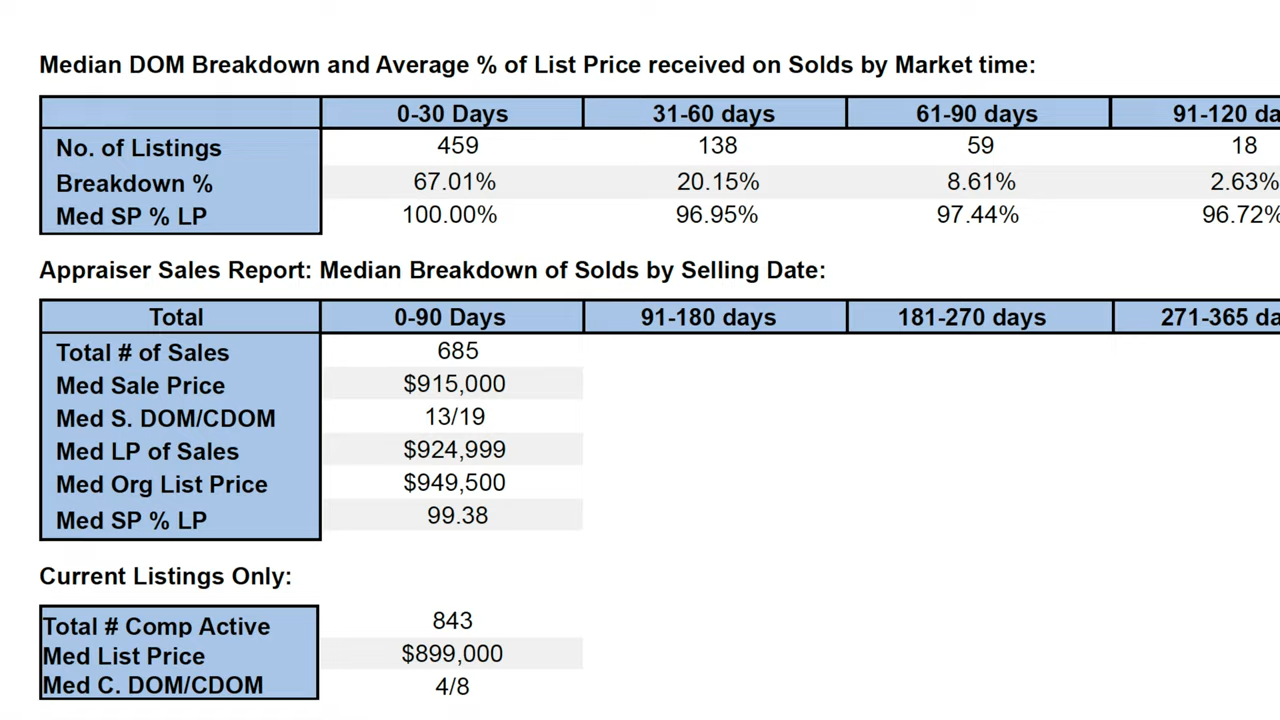 Median DOM Breakdown and Average % of List Price received on Solds by Market time:
0-30 Days 31-60 days 61-90 days 91-120 da
No. of Listings 459 138 59 18
Breakdown % 67.01% 20.15% 8.61% 2.63%
Med SP % LP 100.00% 96.95% 97.44% 96.72%
Appraiser Sales Report: Median Breakdown of Solds by Selling Date:
Total 0-90 Days 91-180 days 181-270 days 271-365 da
Total # of Sales 685
Med Sale Price $915,000
Med S. DOM/CDOM 13/19
Med LP of Sales $924,999
Med Org List Price $949,500
Med SP % LP 99.38
Current Listings Only:
Total # Comp Active 843
Med List Price $899,000
Med C. DOM/CDOM 4/8